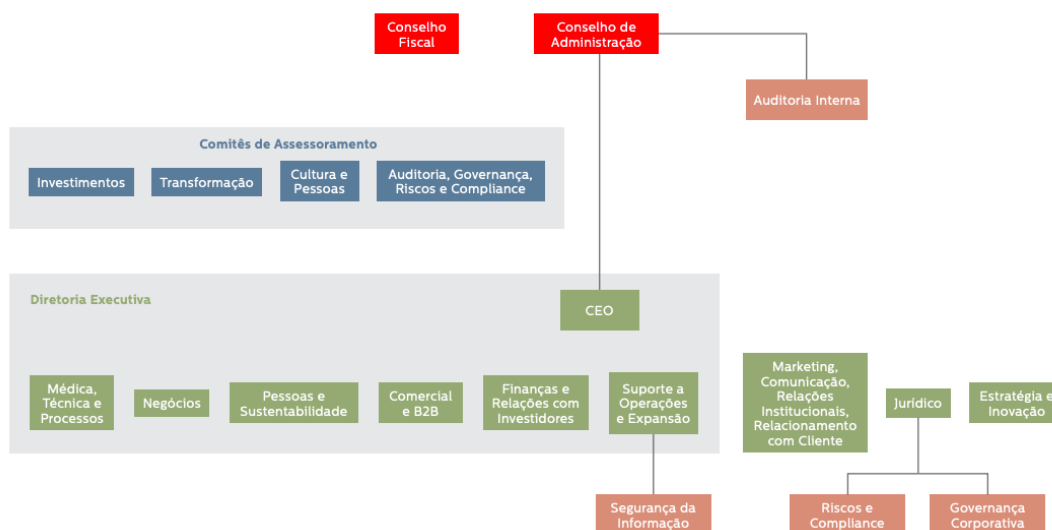 Conselho
Fiscal
Conselho de
Administração
Auditoria Interna
Comitês de Assessoramento
Investimentos
Transformação
Cultura e
Pessoas
Auditoria, Governança,
Riscos e Compliance
Diretoria Executiva
CEO
Médica,
Técnica e
Processos
Negócios
Pessoas e
Sustentabilidade
Comercial
e B2B
Finanças e
Relações com
Investidores
Suporte a
Operações
e Expansão
Marketing,
Comunicação,
Relações
Institucionais,
Relacionamento
com Cliente
Jurídico
Estratégia e
Inovação
Segurança da
Informação
Riscos e
Compliance
Governança
Corporativa